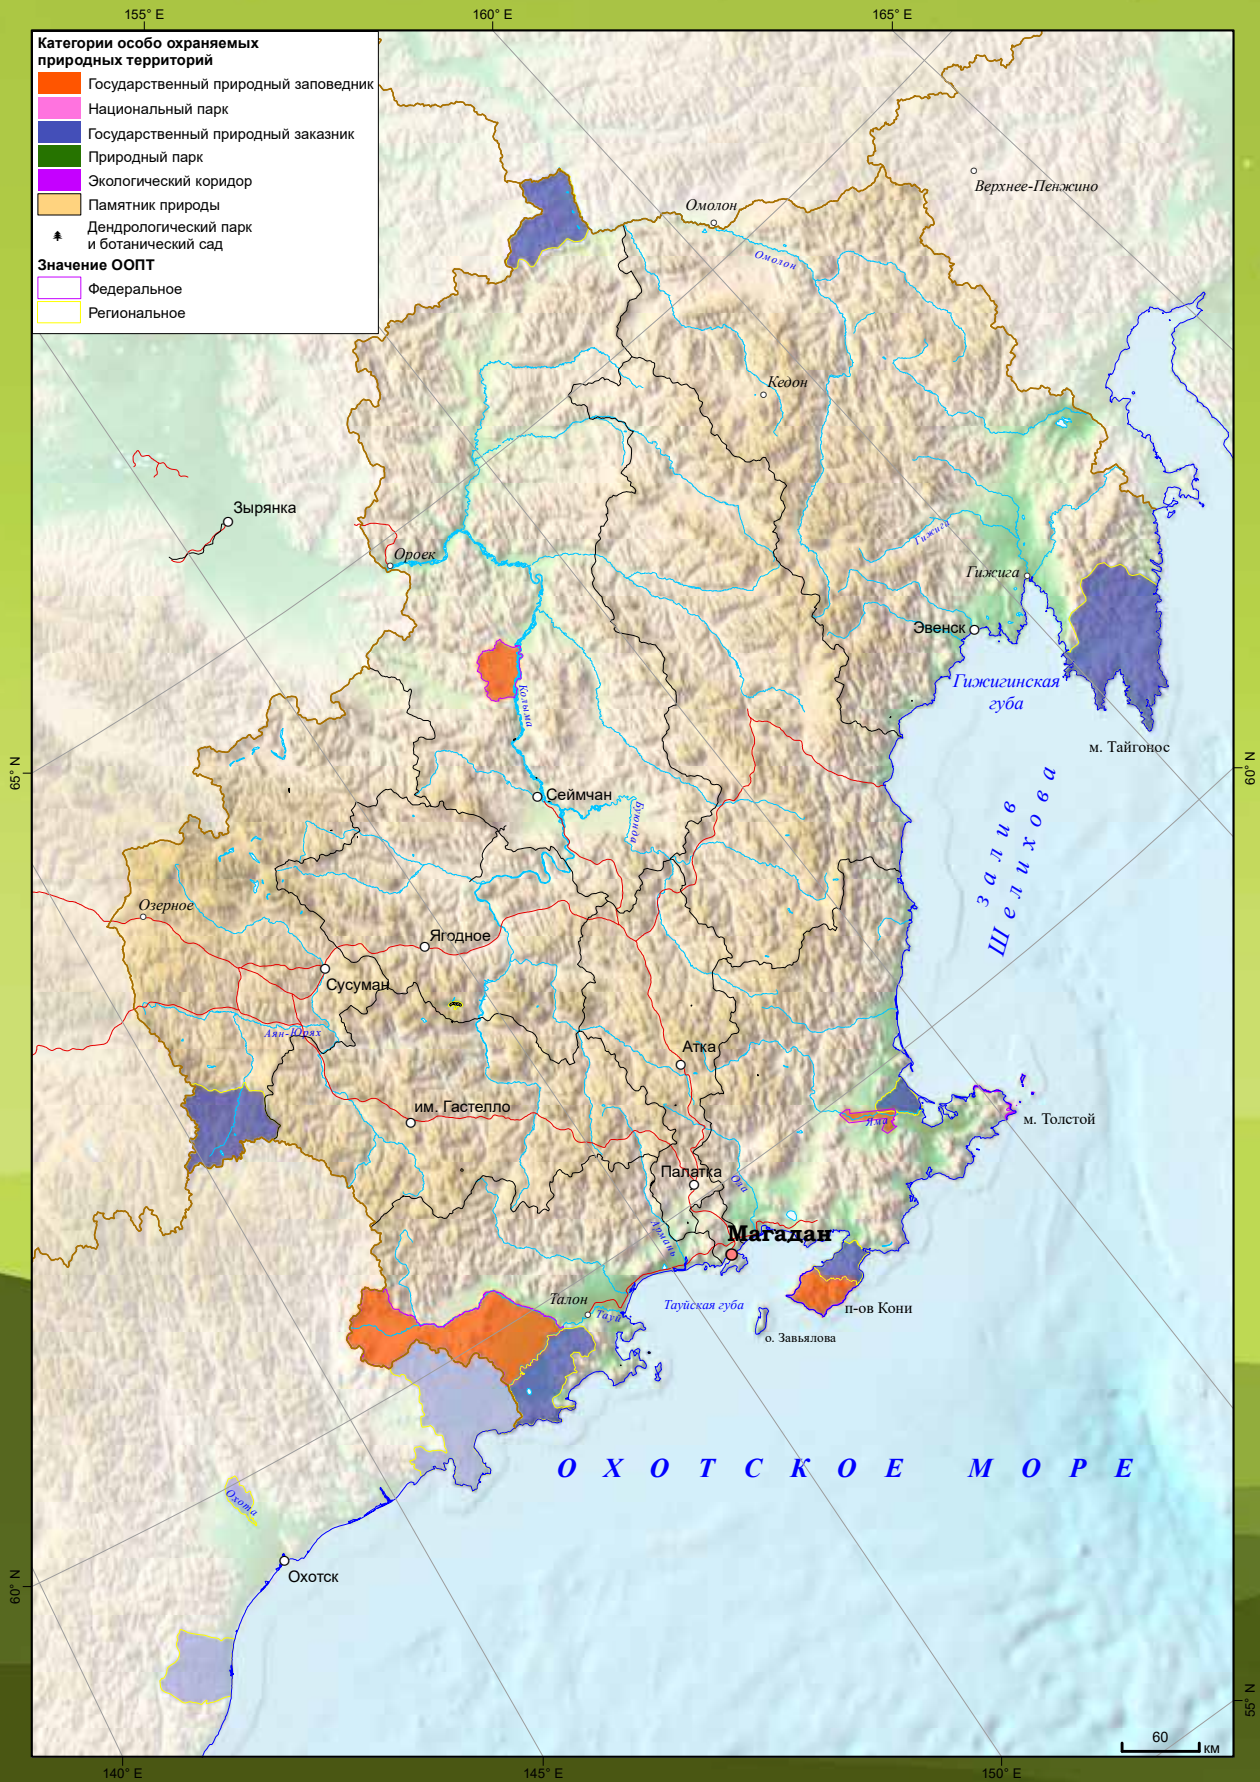 155° E
160° E
165° E
Категории особо охраняемых
природных территорий
Государственный природный заповедник
Национальный парк
Государственный природный заказник
Природный парк
Экологический коридор
Памятник природы
Дендрологический парк
и ботанический сад
Значение ООПТ
Федеральное
Региональное
Верхнее-Пенжино
Омолон
Омолон
Кедон
Зырянка
Ороек
Гижига
Гижига
Эвенск
Гижигинская
губа
Колыма
м. Тайгонос
65° N
60° N
Сеймчан
Буюнда
залив
Шелихова
Озерное
Ягодное
Сусуман
Аян-Юрях
Атка
им. Гастелло
Яма
м. Толстой
Палатка
Ола
Армань
Магадан
Талон
Тауй
Тауйская губа
п-ов Кони
о. Завьялова
ОХОТСКОЕ МОРЕ
Охота
Охотск
60° N
55° N
60
км
140° E
145° E
150° E